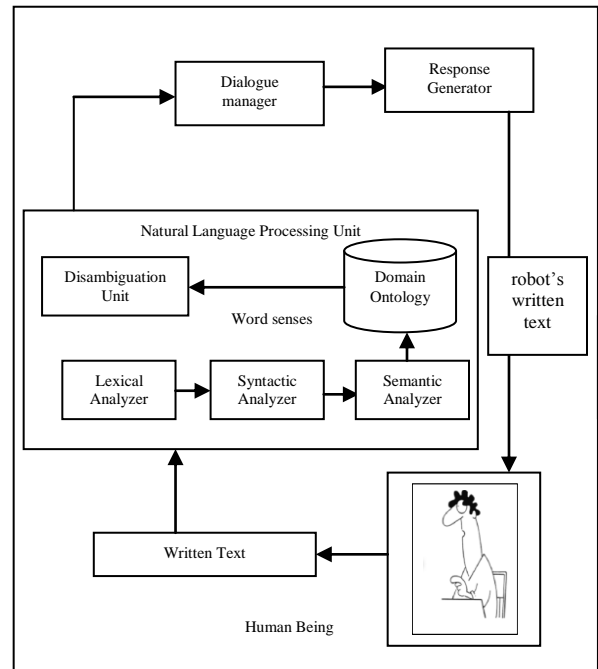 Dialogue
manager
Response
Generator
Natural Language Processing Unit
Disambiguation
Unit
Domain
Ontology
Word senses
robot’s
written
text
Lexical
Analyzer
Syntactic
Analyzer
Semantic
Analyzer
Written Text
Human Being